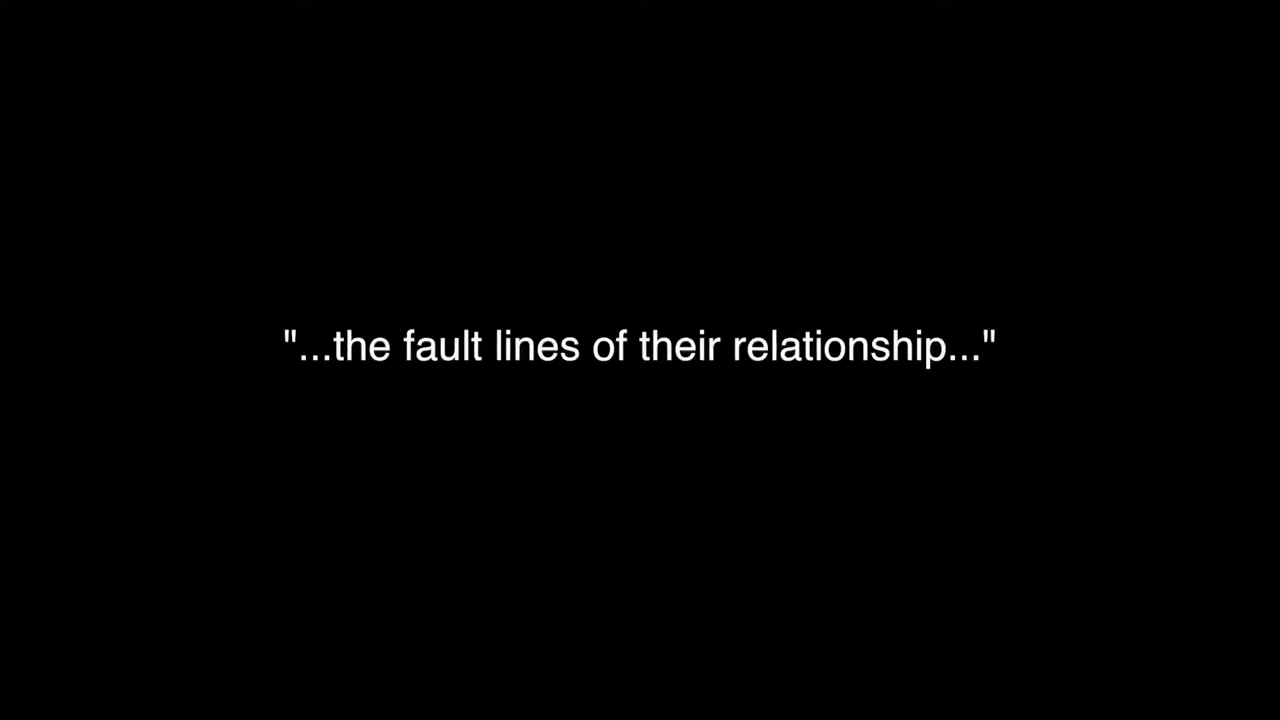 "...the fault lines of their relationship..."